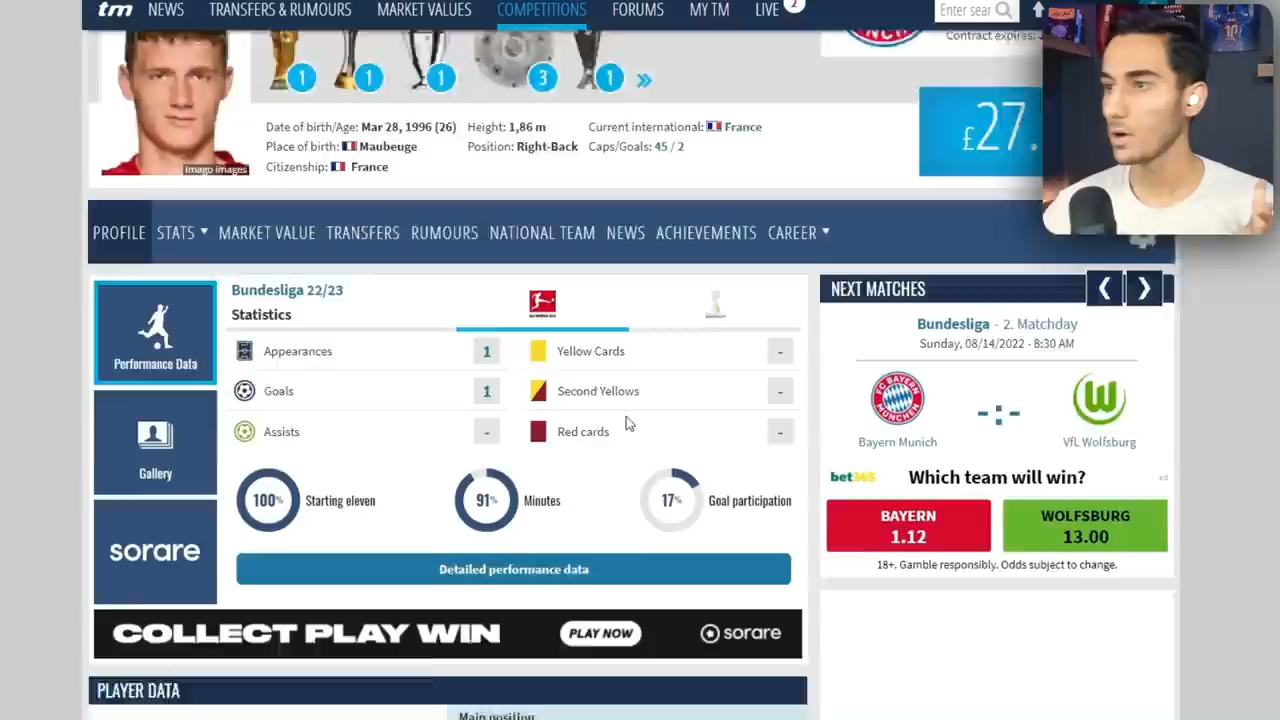 tm NEWS TRANSFERS & RUMOURS MARKET VALUES COMPETITIONS FORUMS MY TM LIVE 2
Enter sear
Contract expires:
1 1 1 3 1 »
imago images
Date of birth/Age: Mar 28, 1996 (26) Height: 1,86 m Current international: France
Place of birth: Maubeuge Position: Right-Back Caps/Goals: 45 / 2
Citizenship: France
£27.
PROFILE STATS MARKET VALUE TRANSFERS RUMOURS NATIONAL TEAM NEWS ACHIEVEMENTS CAREER
Performance Data
Gallery
sorare
Bundesliga 22/23
Statistics
Appearances 1 Yellow Cards -
Goals 1 Second Yellows -
Assists - Red cards -
100% Starting eleven 91% Minutes 17% Goal participation
Detailed performance data
COLLECT PLAY WIN PLAY NOW sorare
PLAYER DATA
Main position:
NEXT MATCHES
Bundesliga - 2. Matchday
Sunday, 08/14/2022 - 8:30 AM
FC BAYERN MÜNCHEN
-:-
Bayern Munich VfL Wolfsburg
bet365 Which team will win? ad
BAYERN WOLFSBURG
1.12 13.00
18+. Gamble responsibly. Odds subject to change.